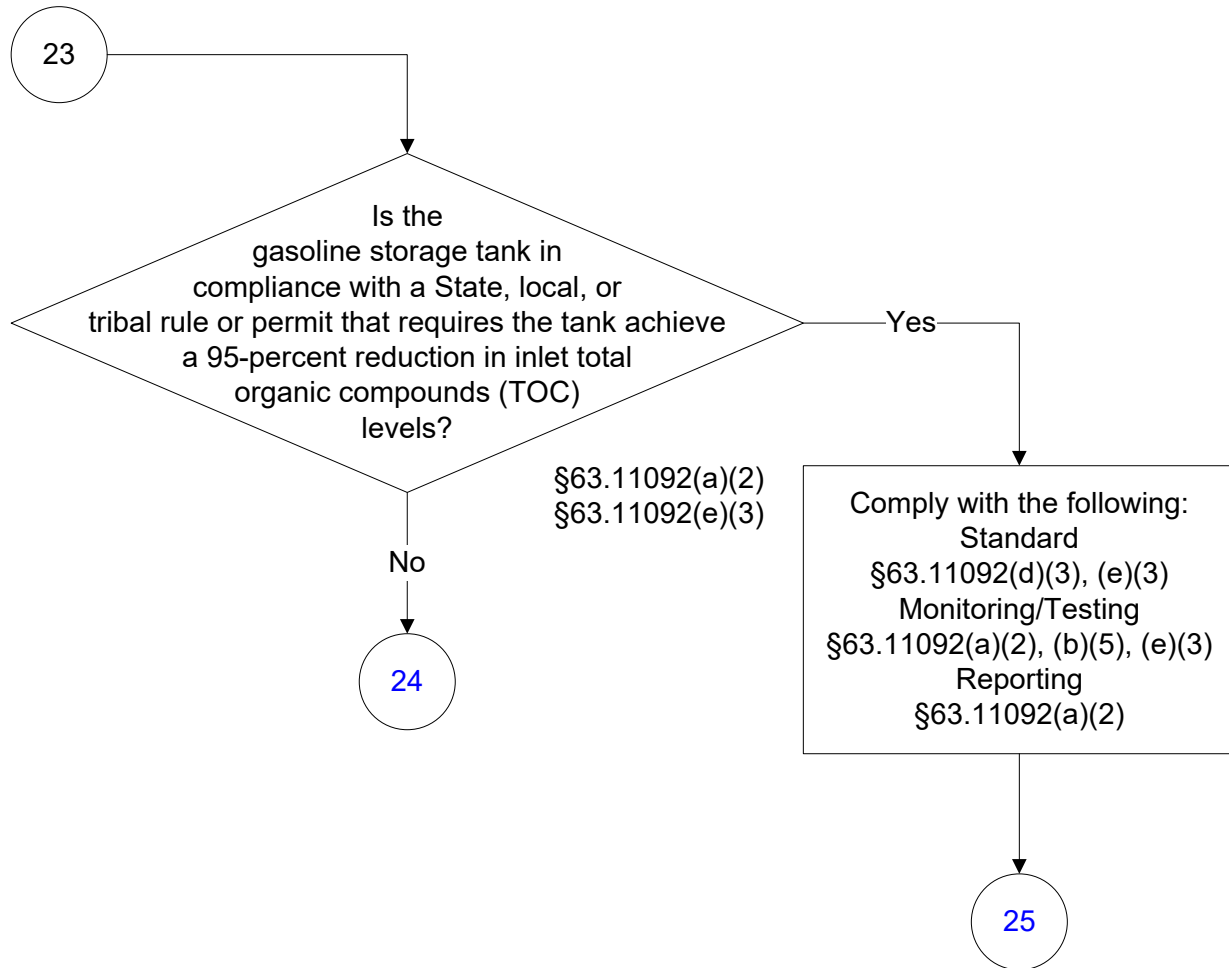 23
Is the
gasoline storage tank in
compliance with a State, local, or
tribal rule or permit that requires the tank achieve
a 95-percent reduction in inlet total
organic compounds (TOC)
levels?
Yes
§63.11092(a)(2)
§63.11092(e)(3)
No
24
Comply with the following:
Standard
§63.11092(d)(3), (e)(3)
Monitoring/Testing
§63.11092(a)(2), (b)(5), (e)(3)
Reporting
§63.11092(a)(2)
25